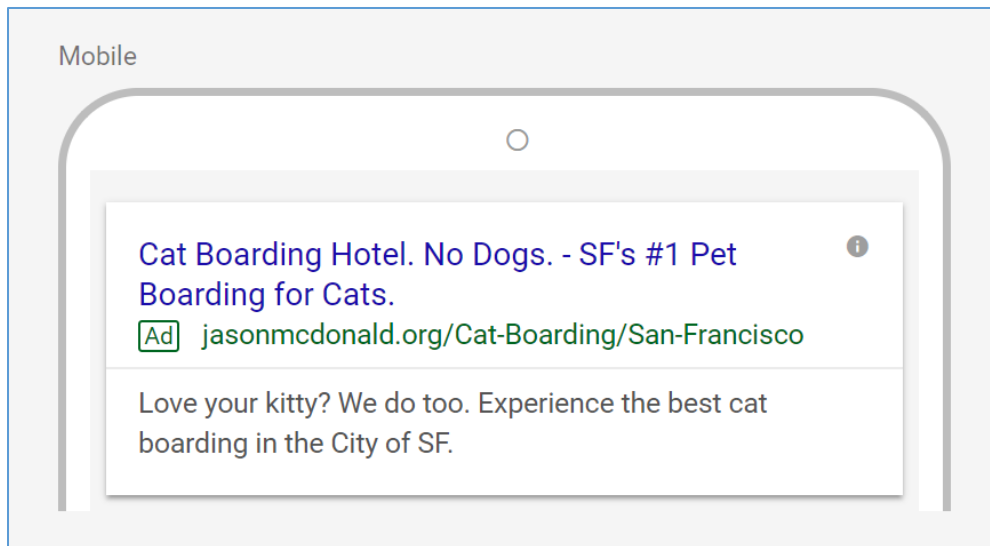 Mobile
Cat Boarding Hotel. No Dogs. - SF's #1 Pet
Boarding for Cats.
Ad jasonmcdonald.org/Cat-Boarding/San-Francisco
Love your kitty? We do too. Experience the best cat
boarding in the City of SF.